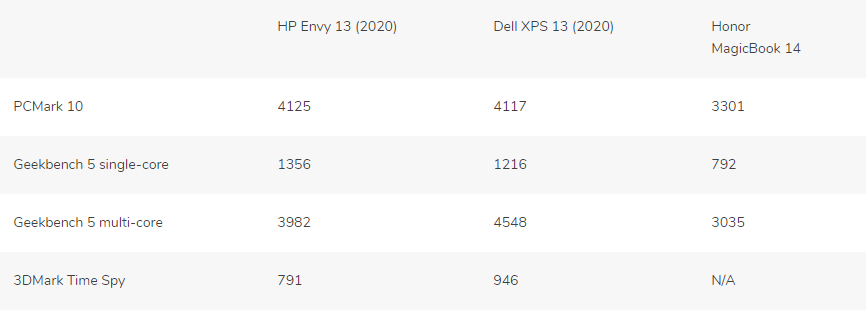 HP Envy 13 (2020) Dell XPS 13 (2020) Honor
MagicBook 14
PCMark 10 4125 4117 3301
Geekbench 5 single-core 1356 1216 792
Geekbench 5 multi-core 3982 4548 3035
3DMark Time Spy 791 946 N/A